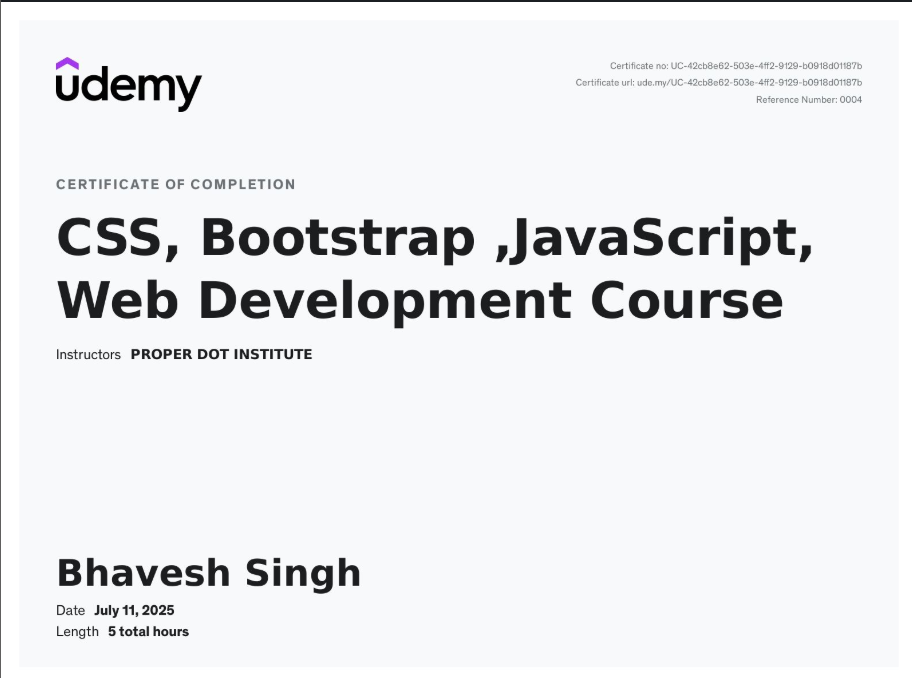 udemy
Certificate no: UC-42cb8e62-503e-4ff2-9129-b0918d01187b
Certificate url: ude.my/UC-42cb8e62-503e-4ff2-9129-b0918d01187b
Reference Number: 0004
CERTIFICATE OF COMPLETION
CSS, Bootstrap ,JavaScript,
Web Development Course
Instructors PROPER DOT INSTITUTE
Bhavesh Singh
Date July 11, 2025
Length 5 total hours